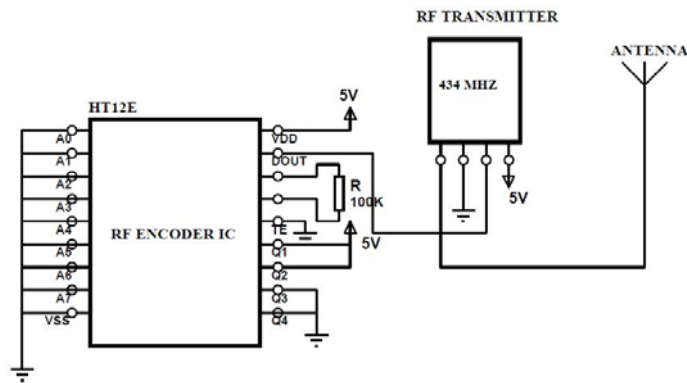 RF TRANSMITTER
ANTENNA
434 MHZ
5V
HT12E
5V
A0
A1
A2
A3
A4
A5
A6
A7
VSS
RF ENCODER IC
VDD
DOUT
TE
Q1
Q2
Q3
Q4
R
100K
5V